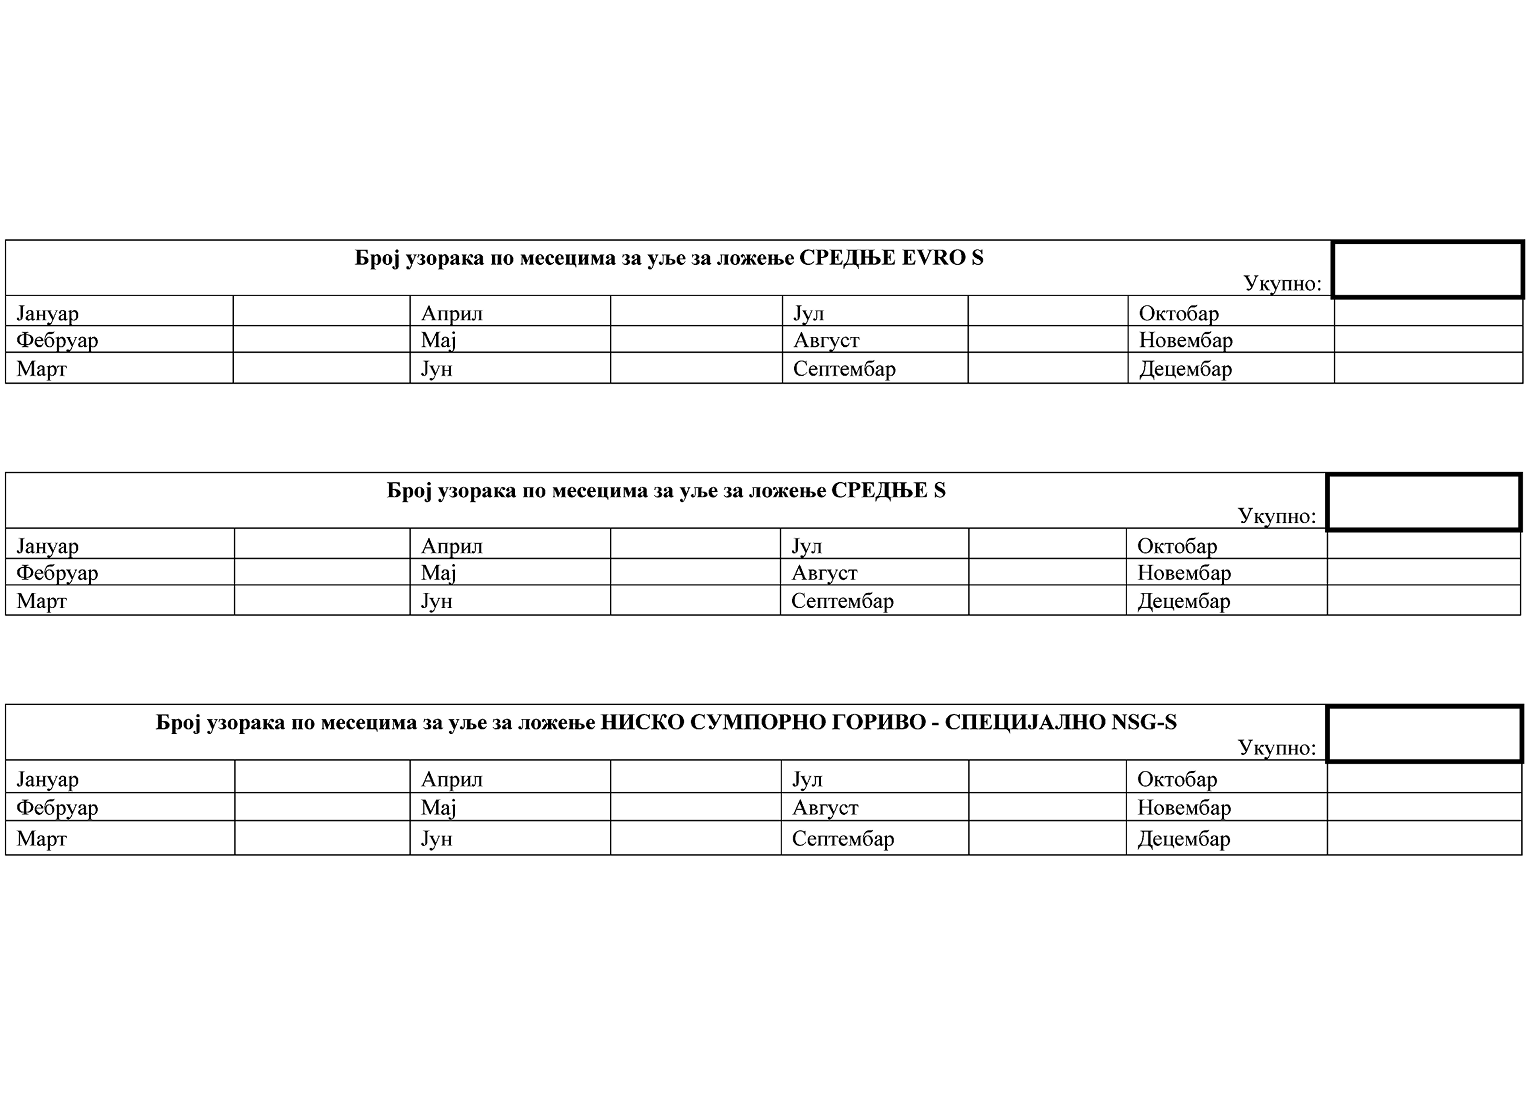 Број узорака по месецима за уље за ложење СРЕДЊЕ EVRO S
Укупно:
Јануар Април Јул Октобар
Фебруар Мај Август Новембар
Март Јун Септембар Децембар
Број узорака по месецима за уље за ложење СРЕДЊЕ S
Укупно:
Јануар Април Јул Октобар
Фебруар Мај Август Новембар
Март Јун Септембар Децембар
Број узорака по месецима за уље за ложење НИСКО СУМПОРНО ГОРИВО - СПЕЦИЈАЛНО NSG-S
Укупно:
Јануар Април Јул Октобар
Фебруар Мај Август Новембар
Март Јун Септембар Децембар